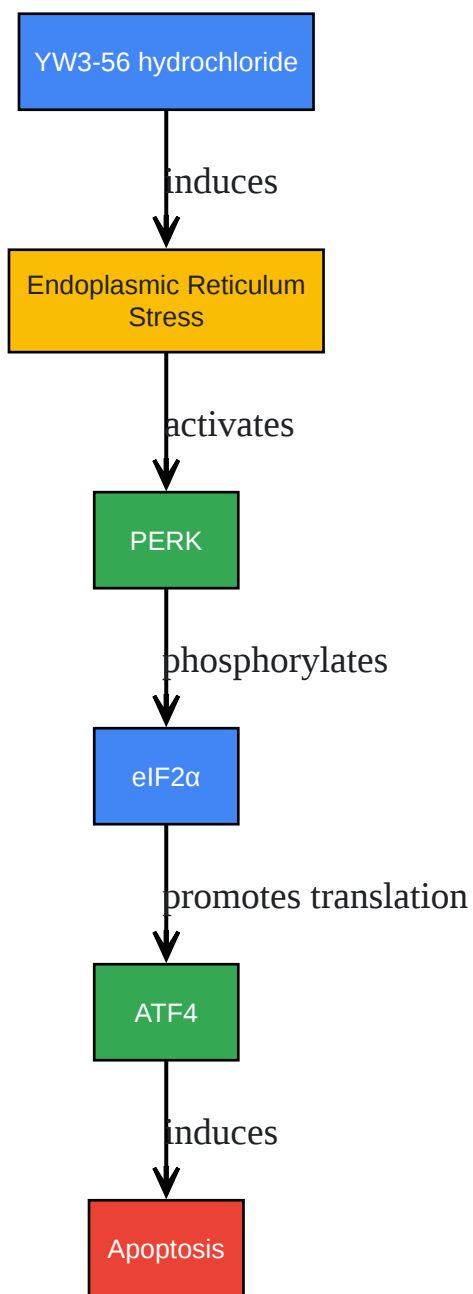 YW3-56 hydrochloride
induces
Endoplasmic Reticulum
Stress
activates
PERK
phosphorylates
eIF2α
promotes translation
ATF4
induces
Apoptosis